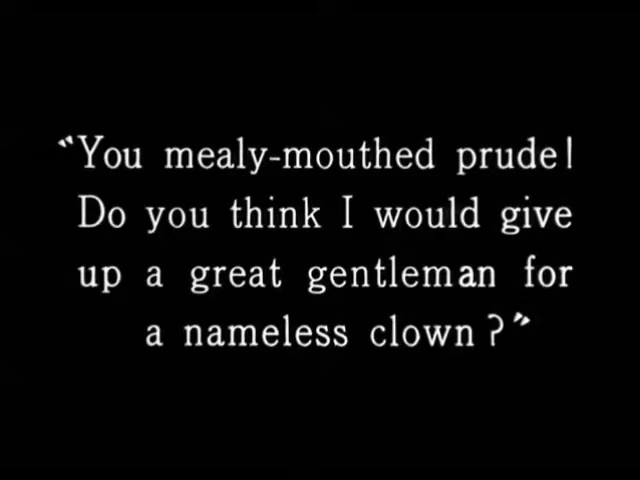 "You mealy-mouthed prude!
Do you think I would give
up a great gentleman for
a nameless clown?"